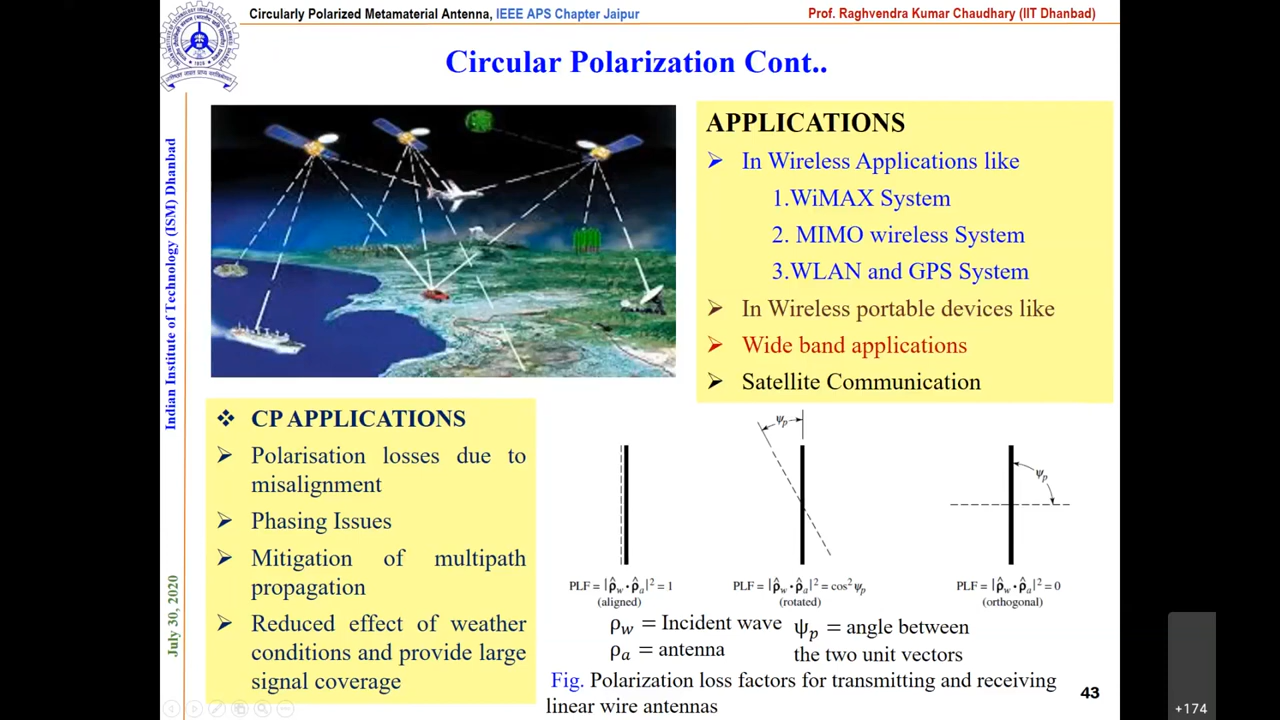 Circularly Polarized Metamaterial Antenna, IEEE APS Chapter Jaipur
Prof. Raghvendra Kumar Chaudhary (IIT Dhanbad)
Circular Polarization Cont..
Indian Institute of Technology (ISM) Dhanbad
July 30, 2020
APPLICATIONS
➢ In Wireless Applications like
1.WiMAX System
2. MIMO wireless System
3.WLAN and GPS System
➢ In Wireless portable devices like
➢ Wide band applications
➢ Satellite Communication
❖ CP APPLICATIONS
➢ Polarisation losses due to
misalignment
➢ Phasing Issues
➢ Mitigation of multipath
propagation
➢ Reduced effect of weather
conditions and provide large
signal coverage
ψp
ψp
PLF = |ρ̂w • ρ̂a|² = 1
(aligned)
PLF = |ρ̂w • ρ̂a|² = cos² ψp
(rotated)
PLF = |ρ̂w • ρ̂a|² = 0
(orthogonal)
ρw = Incident wave
ρa = antenna
ψp = angle between
the two unit vectors
Fig. Polarization loss factors for transmitting and receiving
linear wire antennas
43
+174